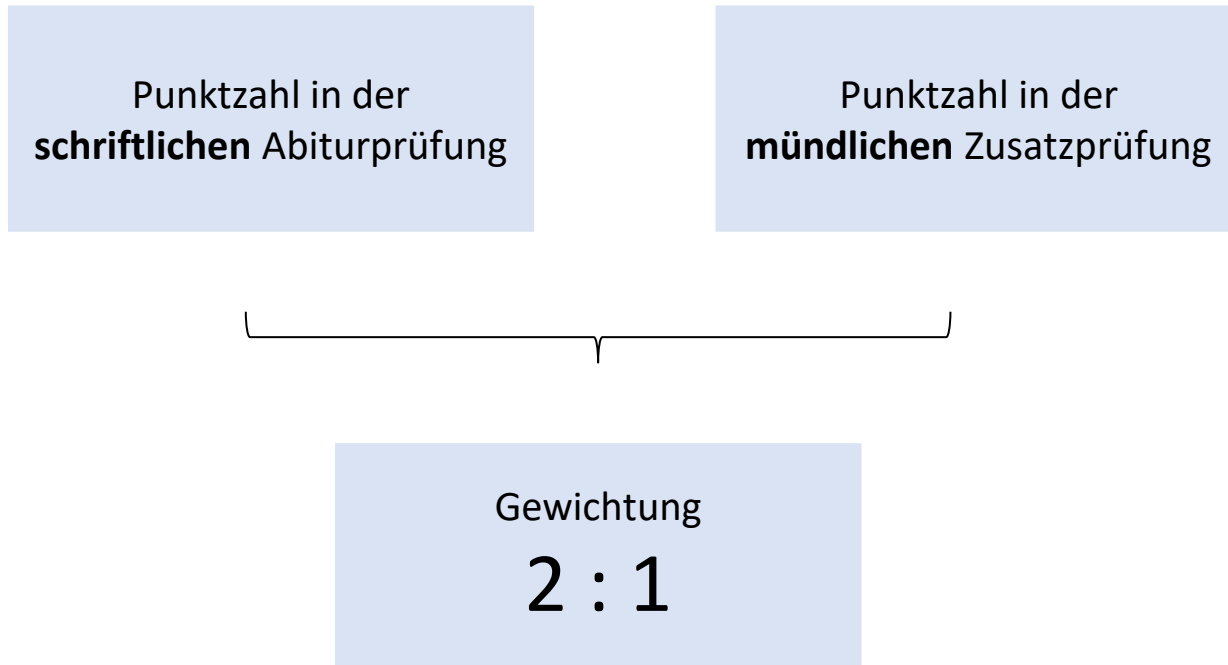 Punktzahl in der
schriftlichen Abiturprüfung
Punktzahl in der
mündlichen Zusatzprüfung
Gewichtung
2 : 1